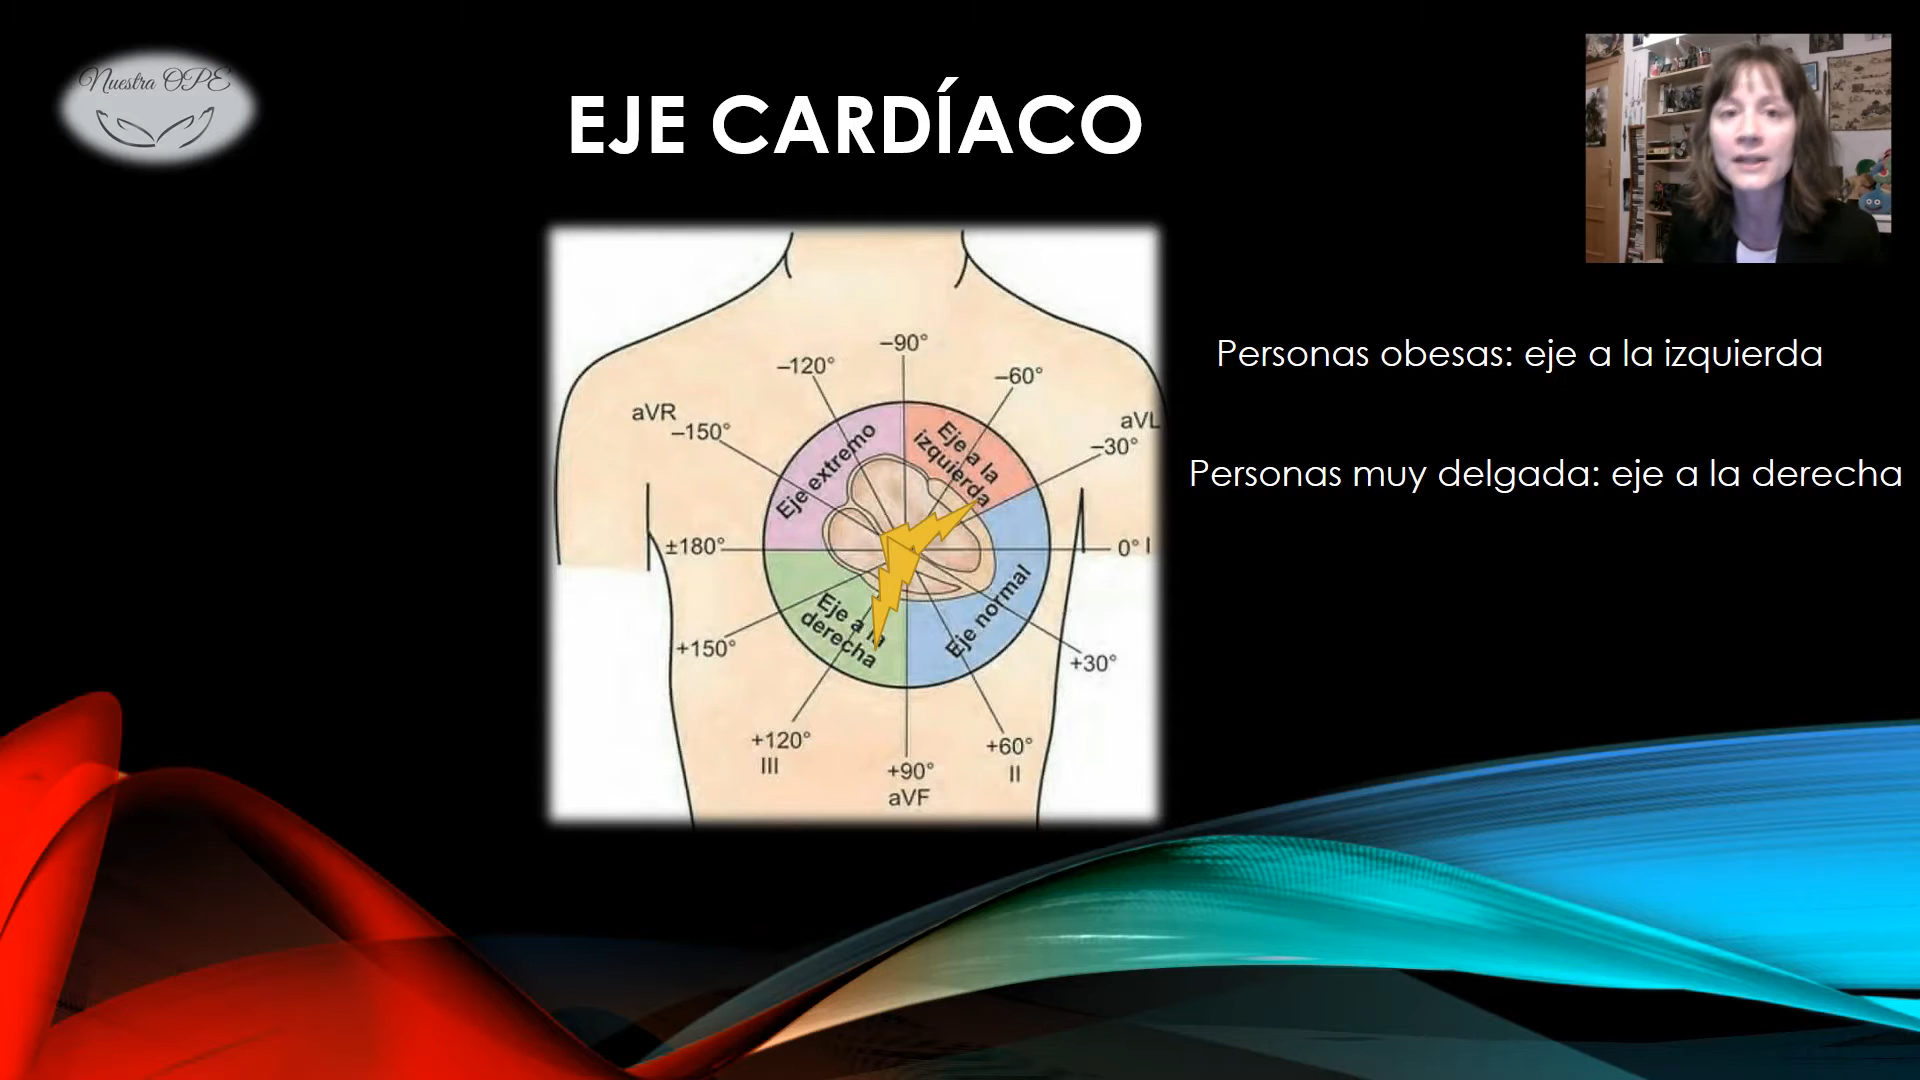 Nuestra OPE
EJE CARDÍACO
Personas obesas: eje a la izquierda
Personas muy delgada: eje a la derecha
–90°
–120°
–60°
aVR
–150°
aVL
–30°
Eje extremo
Eje a la
izquierda
±180°
0° I
Eje a la
derecha
Eje normal
+150°
+30°
+120°
III
+60°
II
+90°
aVF